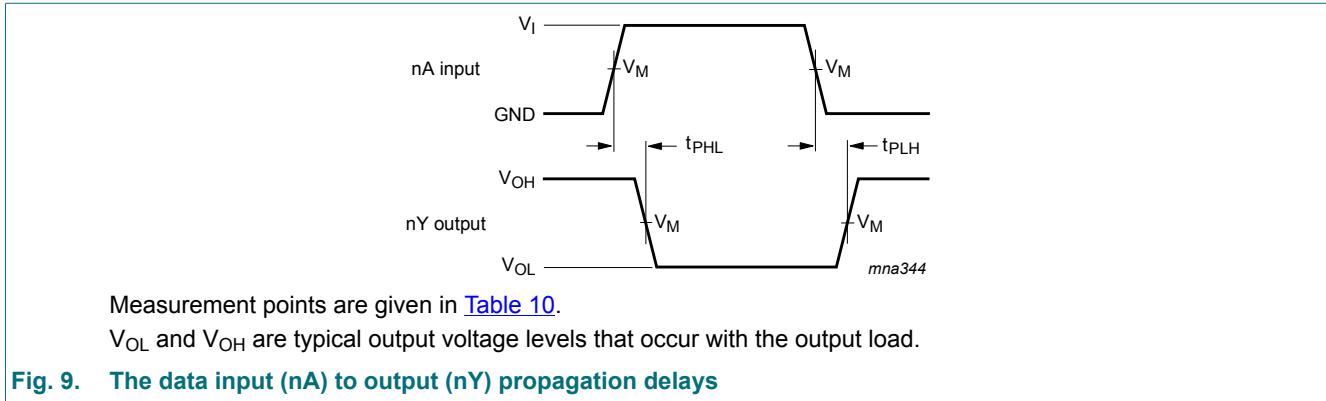 V_I
nA input
V_M
V_M
GND
t_PHL
t_PLH
V_OH
nY output
V_M
V_M
V_OL
mna344
Measurement points are given in Table 10.
V_OL and V_OH are typical output voltage levels that occur with the output load.
Fig. 9. The data input (nA) to output (nY) propagation delays